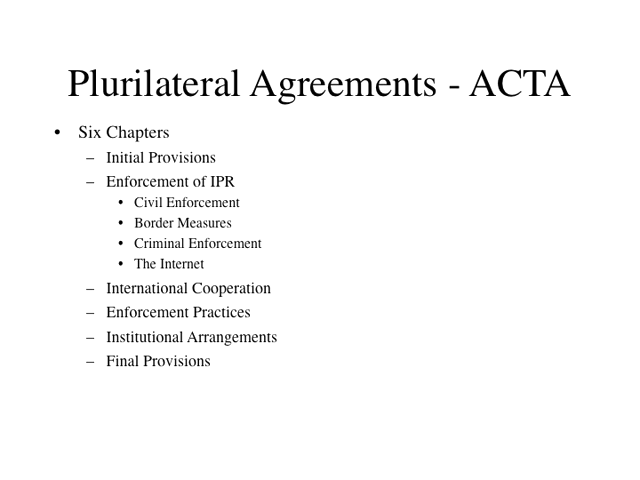 Plurilateral Agreements - ACTA
• Six Chapters
– Initial Provisions
– Enforcement of IPR
• Civil Enforcement
• Border Measures
• Criminal Enforcement
• The Internet
– International Cooperation
– Enforcement Practices
– Institutional Arrangements
– Final Provisions